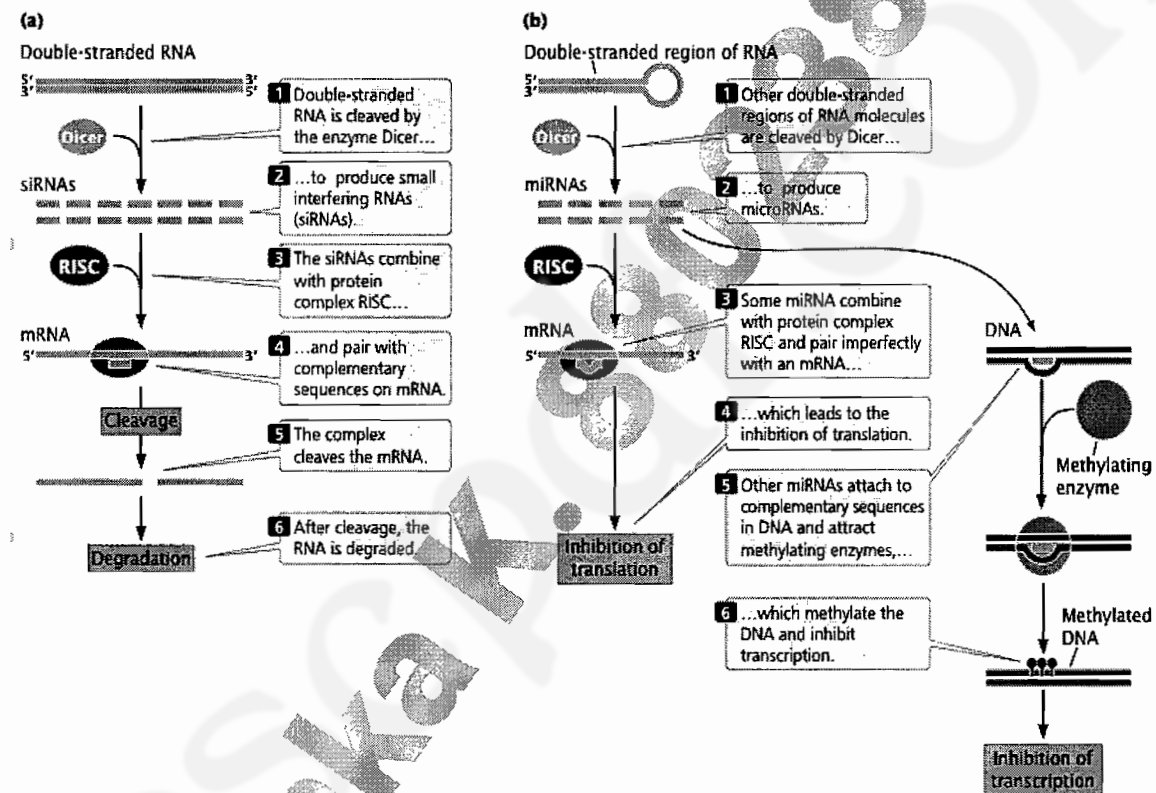 (a)
Double-stranded RNA
5′ 3′
3′ 5′
1 Double-stranded
RNA is cleaved by
the enzyme Dicer...
Dicer
siRNAs
2 ...to produce small
interfering RNAs
(siRNAs)...
RISC
3 The siRNAs combine
with protein
complex RISC...
mRNA
5′ 3′
4 ...and pair with
complementary
sequences on mRNA.
Cleavage
5 The complex
cleaves the mRNA.
6 After cleavage, the
RNA is degraded.
Degradation
(b)
Double-stranded region of RNA
5′
3′
1 Other double-stranded
regions of RNA molecules
are cleaved by Dicer...
Dicer
miRNAs
2 ...to produce
microRNAs.
RISC
3 Some miRNA combine
with protein complex
RISC and pair imperfectly
with an mRNA...
mRNA
5′ 3′
4 ...which leads to the
inhibition of translation.
Inhibition of
translation
DNA
5 Other miRNAs attach to
complementary sequences
in DNA and attract
methylating enzymes,...
Methylating
enzyme
6 ...which methylate the
DNA and inhibit
transcription.
Methylated
DNA
Inhibition of
transcription